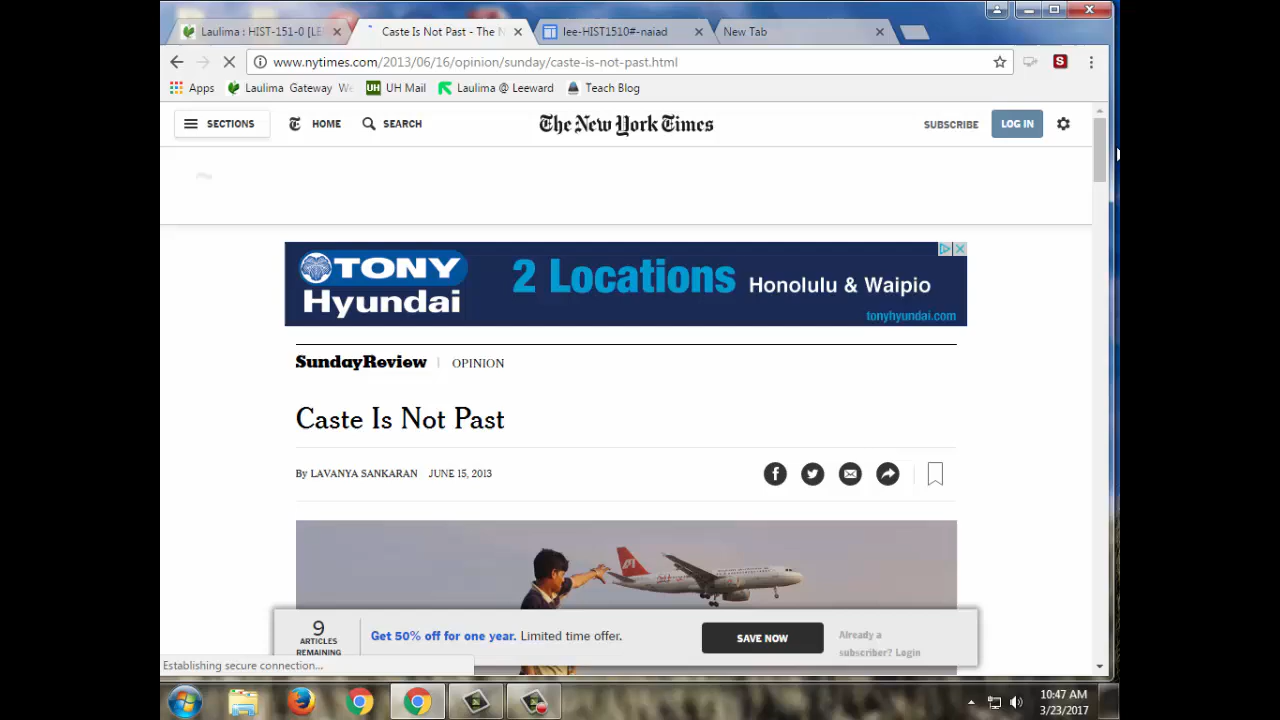 Laulima : HIST-151-0 [LE
Caste Is Not Past - The N
lee-HIST1510#-naiad
New Tab
www.nytimes.com/2013/06/16/opinion/sunday/caste-is-not-past.html
S
Apps
Laulima Gateway We
UH
UH Mail
Laulima @ Leeward
Teach Blog
SECTIONS
HOME
SEARCH
The New York Times
SUBSCRIBE
LOG IN
TONY
Hyundai
2 Locations
Honolulu & Waipio
tonyhyundai.com
SundayReview | OPINION
Caste Is Not Past
By LAVANYA SANKARAN JUNE 15, 2013
9
ARTICLES
REMAINING
Get 50% off for one year. Limited time offer.
SAVE NOW
Already a
subscriber? Login
Establishing secure connection...
10:47 AM
3/23/2017